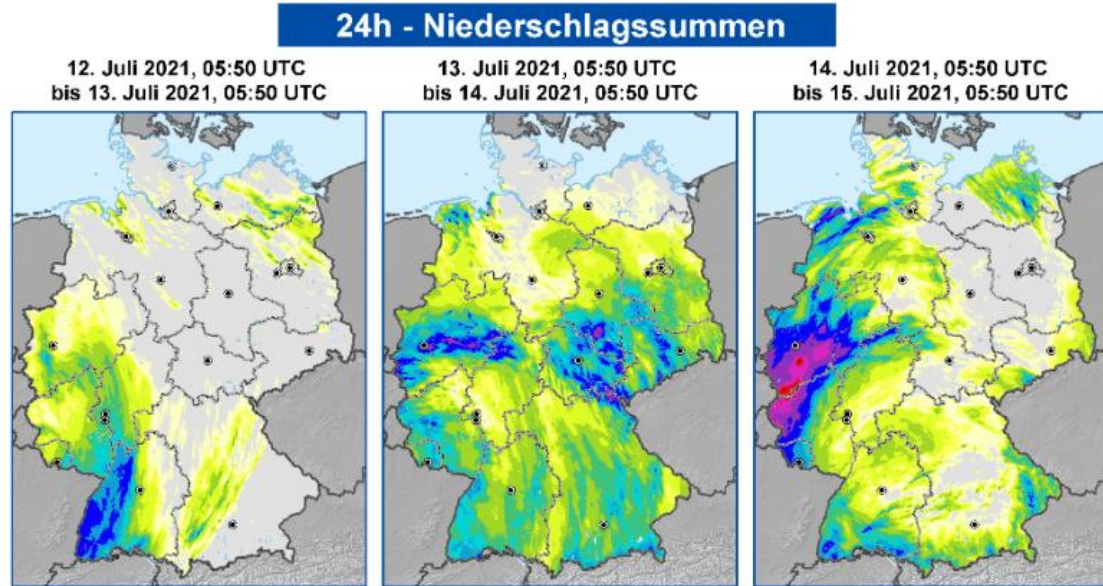 24h - Niederschlagssummen
12. Juli 2021, 05:50 UTC
bis 13. Juli 2021, 05:50 UTC
13. Juli 2021, 05:50 UTC
bis 14. Juli 2021, 05:50 UTC
14. Juli 2021, 05:50 UTC
bis 15. Juli 2021, 05:50 UTC